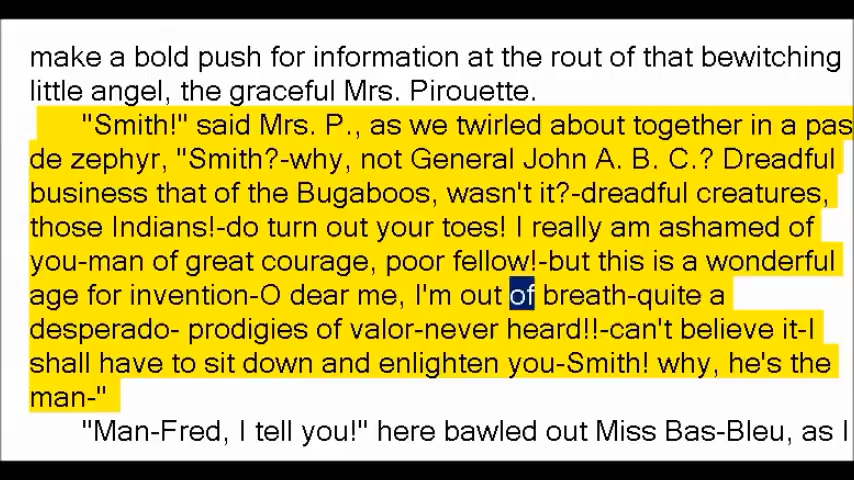 make a bold push for information at the rout of that bewitching
little angel, the graceful Mrs. Pirouette.
"Smith!" said Mrs. P., as we twirled about together in a pas
de zephyr, "Smith?-why, not General John A. B. C.? Dreadful
business that of the Bugaboos, wasn't it?-dreadful creatures,
those Indians!-do turn out your toes! I really am ashamed of
you-man of great courage, poor fellow!-but this is a wonderful
age for invention-O dear me, I'm out of breath-quite a
desperado- prodigies of valor-never heard!!-can't believe it-I
shall have to sit down and enlighten you-Smith! why, he's the
man-"
"Man-Fred, I tell you!" here bawled out Miss Bas-Bleu, as I